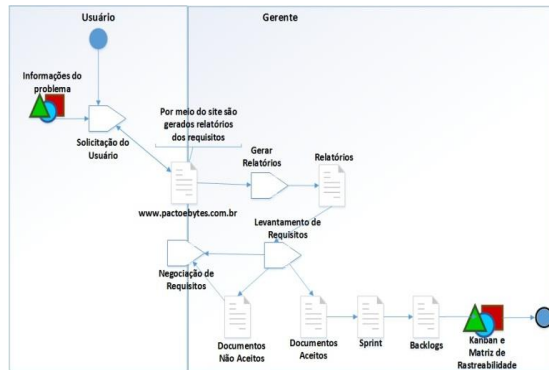 Usuário
Gerente
Informações do
problema
Solicitação do
Usuário
Por meio do site são
gerados relatórios
dos requisitos
www.pactoebytes.com.br
Gerar
Relatórios
Relatórios
Levantamento de
Requisitos
Negociação de
Requisitos
Documentos
Não Aceitos
Documentos
Aceitos
Sprint
Backlogs
Kanban e
Matriz de
Rastreabilidade